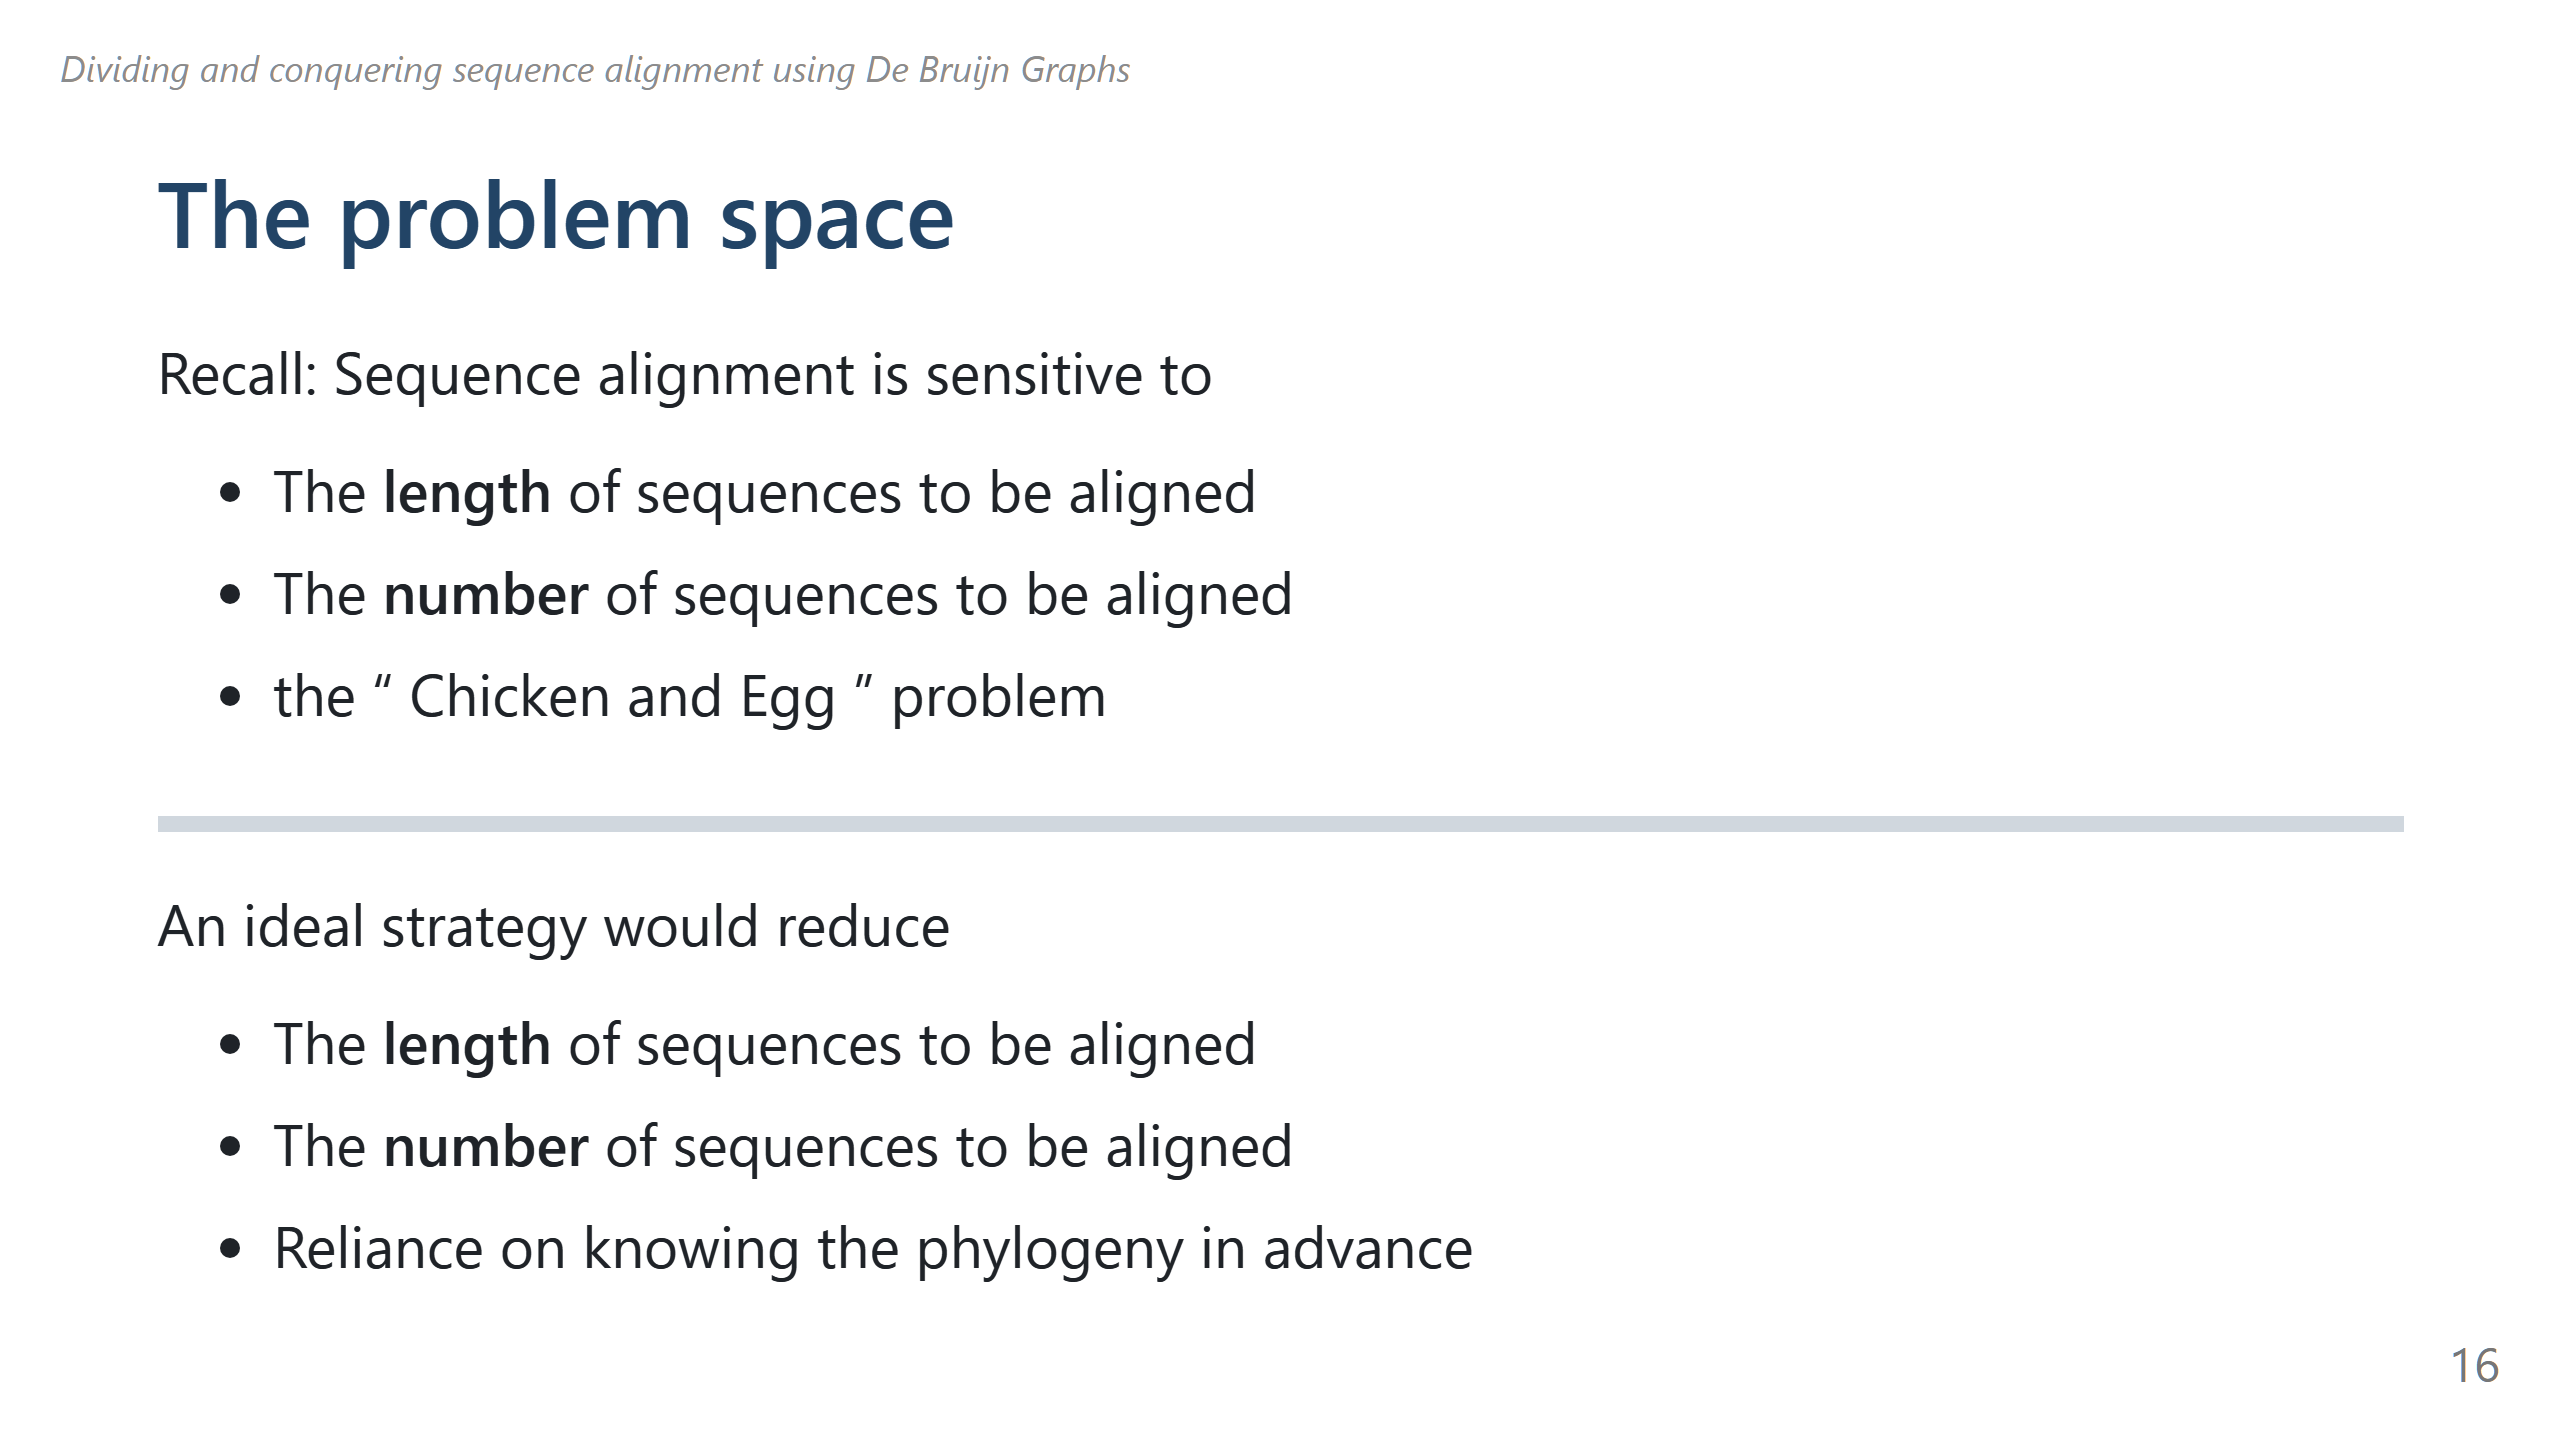 Dividing and conquering sequence alignment using De Bruijn Graphs
The problem space
Recall: Sequence alignment is sensitive to
• The length of sequences to be aligned
• The number of sequences to be aligned
• the “ Chicken and Egg ” problem
An ideal strategy would reduce
• The length of sequences to be aligned
• The number of sequences to be aligned
• Reliance on knowing the phylogeny in advance
16